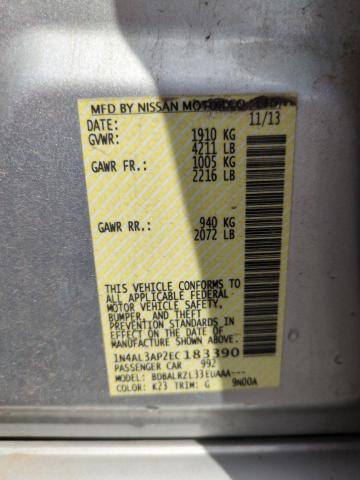 MFD BY NISSAN MOTOR CO.
DATE: 11/13
GVWR: 1910 KG
4211 LB
GAWR FR.: 1005 KG
2216 LB
GAWR RR.: 940 KG
2072 LB
THIS VEHICLE CONFORMS TO
ALL APPLICABLE FEDERAL
MOTOR VEHICLE SAFETY,
BUMPER, AND THEFT
PREVENTION STANDARDS IN
EFFECT ON THE DATE OF
MANUFACTURE SHOWN ABOVE.
1N4AL3AP2EC183390
PASSENGER CAR 992
MODEL: BDBALRZL33EUAAA---
COLOR: K23 TRIM: G 9N00A